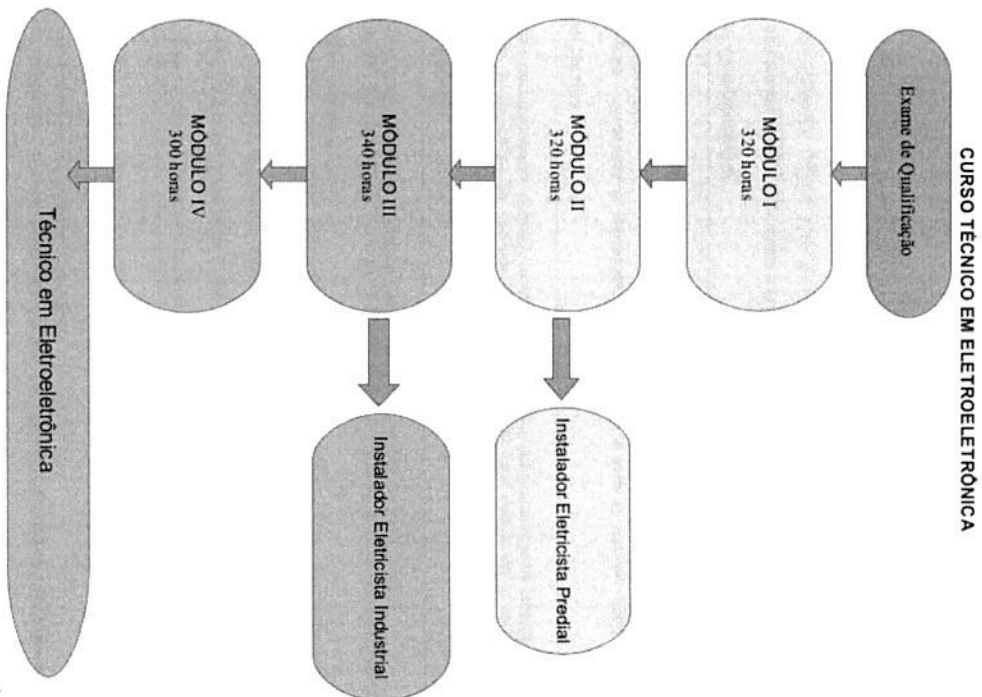 CURSO TÉCNICO EM ELETROELETRÔNICA
Exame de Qualificação
MÓDULO I
320 horas
MÓDULO II
320 horas
Instalador Eletricista Predial
MÓDULO III
340 horas
Instalador Eletricista Industrial
MÓDULO IV
300 horas
Técnico em Eletroeletrônica